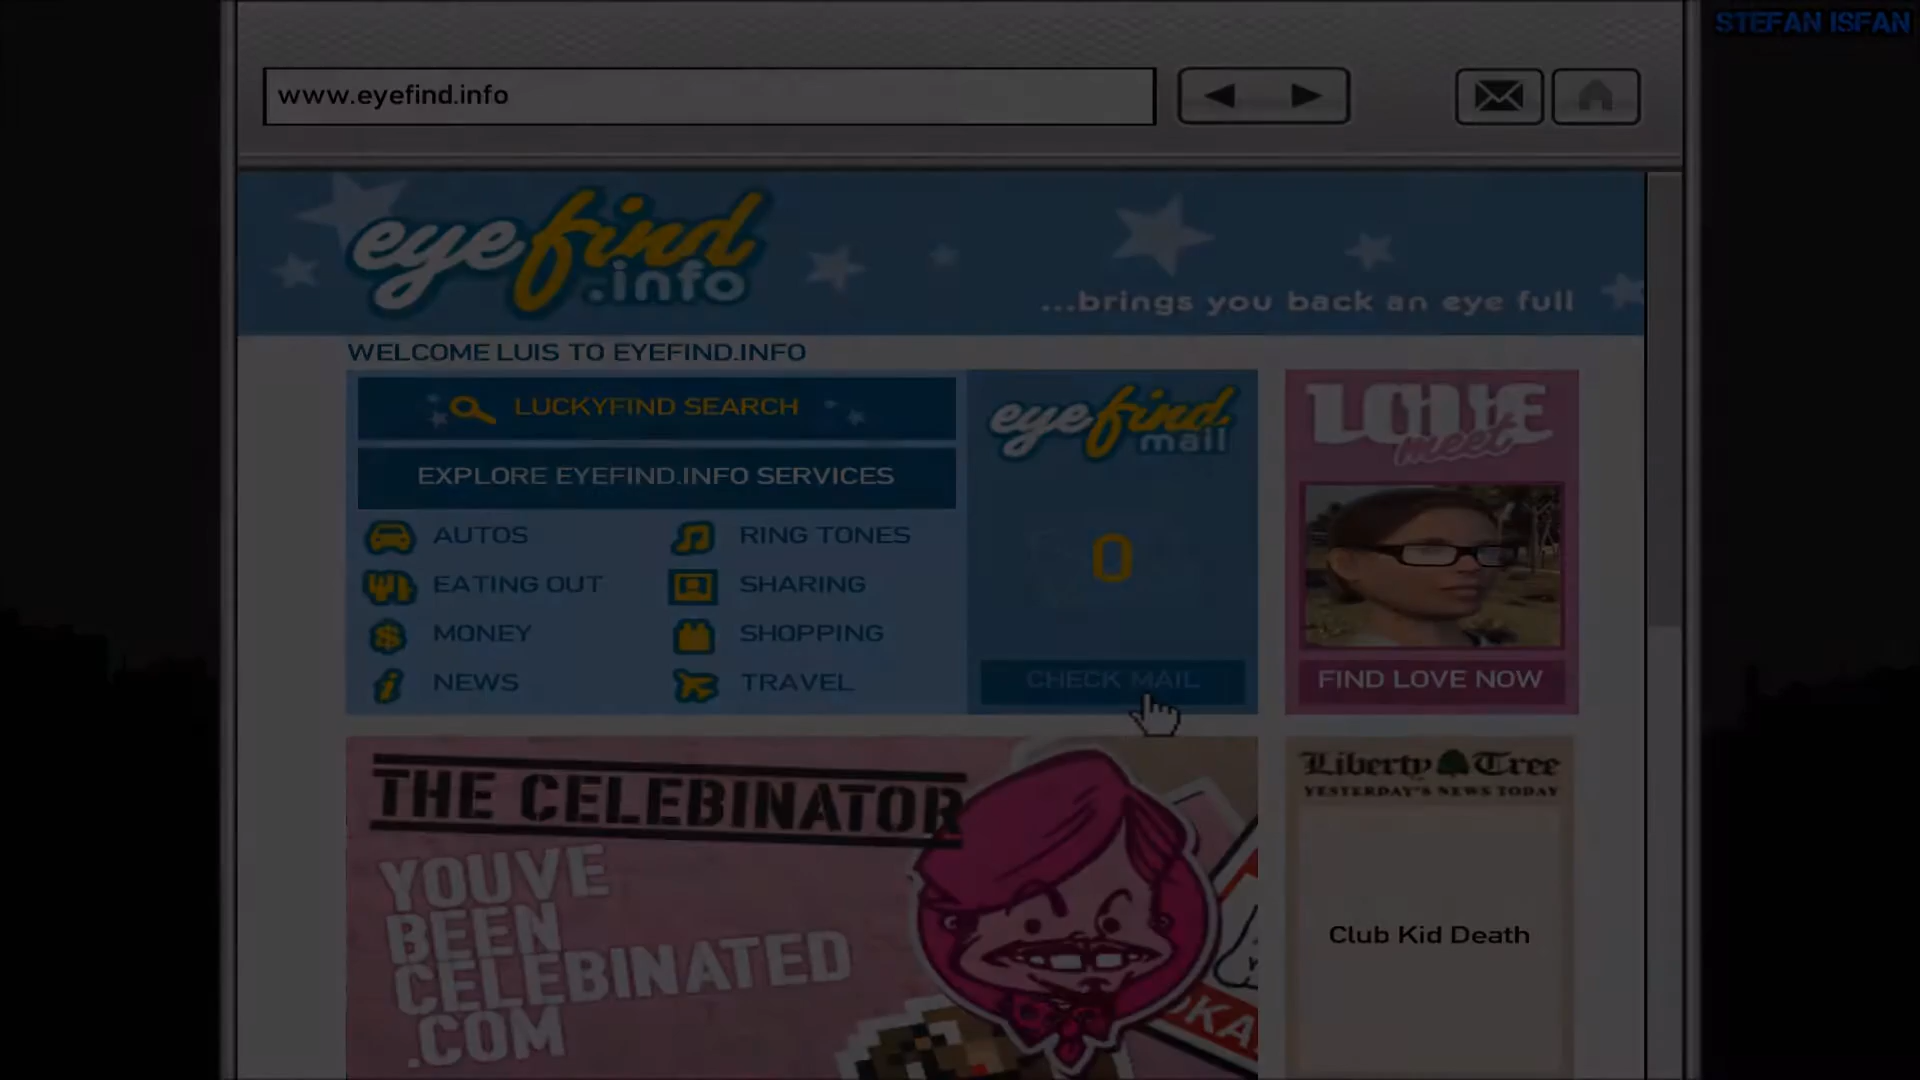 STEFAN ISFAN
www.eyefind.info
eyefind
.info
...brings you back an eye full
WELCOME LUIS TO EYEFIND.INFO
LUCKYFIND SEARCH
EXPLORE EYEFIND.INFO SERVICES
AUTOS
RING TONES
EATING OUT
SHARING
MONEY
SHOPPING
NEWS
TRAVEL
eyefind
mail
0
CHECK MAIL
LOVE
meet
FIND LOVE NOW
THE CELEBINATOR
YOUVE
BEEN
CELEBINATED
.COM
Liberty Tree
YESTERDAY'S NEWS TODAY
Club Kid Death